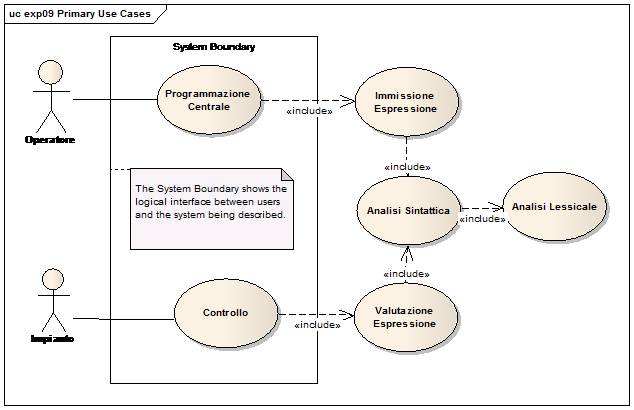 uc exp09 Primary Use Cases
System Boundary
Programmazione
Centrale
«include»
Immissione
Espressione
Operatore
«include»
The System Boundary shows the
logical interface between users
and the system being described.
Analisi Sintattica
«include»
Analisi Lessicale
«include»
Controllo
«include»
Valutazione
Espressione
Impianto